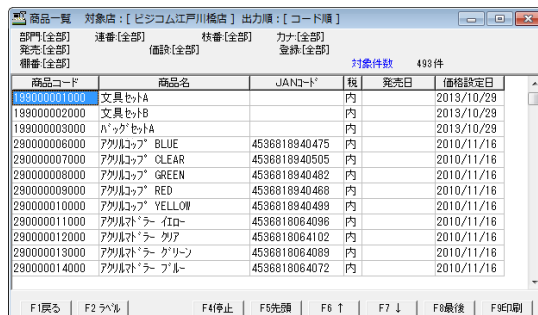 商品一覧 対象店：[ ビジコム江戸川橋店 ] 出力順：[ コード順 ]
部門:[全部] 連番:[全部] 枝番:[全部] カナ:[全部]
発売:[全部] 価設:[全部] 登録:[全部]
棚番:[全部] 対象件数 493件
商品コード 商品名 JANｺｰﾄﾞ 税 発売日 価格設定日
199000001000 文具ｾｯﾄA 内 2013/10/29
199000002000 文具ｾｯﾄB 内 2013/10/29
199000003000 ﾊﾞｯｸﾞｾｯﾄA 内 2013/10/29
290000006000 ｱｸﾘﾙｺｯﾌﾟ BLUE 4536818940475 内 2010/11/16
290000007000 ｱｸﾘﾙｺｯﾌﾟ CLEAR 4536818940505 内 2010/11/16
290000008000 ｱｸﾘﾙｺｯﾌﾟ GREEN 4536818940482 内 2010/11/16
290000009000 ｱｸﾘﾙｺｯﾌﾟ RED 4536818940468 内 2010/11/16
290000010000 ｱｸﾘﾙｺｯﾌﾟ YELLOW 4536818940499 内 2010/11/16
290000011000 ｱｸﾘﾙﾏﾄﾞﾗｰ ｲｴﾛｰ 4536818064096 内 2010/11/16
290000012000 ｱｸﾘﾙﾏﾄﾞﾗｰ ｸﾘｱ 4536818064102 内 2010/11/16
290000013000 ｱｸﾘﾙﾏﾄﾞﾗｰ ｸﾞﾘｰﾝ 4536818064089 内 2010/11/16
290000014000 ｱｸﾘﾙﾏﾄﾞﾗｰ ﾌﾞﾙｰ 4536818064072 内 2010/11/16
F1戻る F2 ﾗﾍﾞﾙ F4停止 F5先頭 F6 ↑ F7 ↓ F8最後 F9印刷